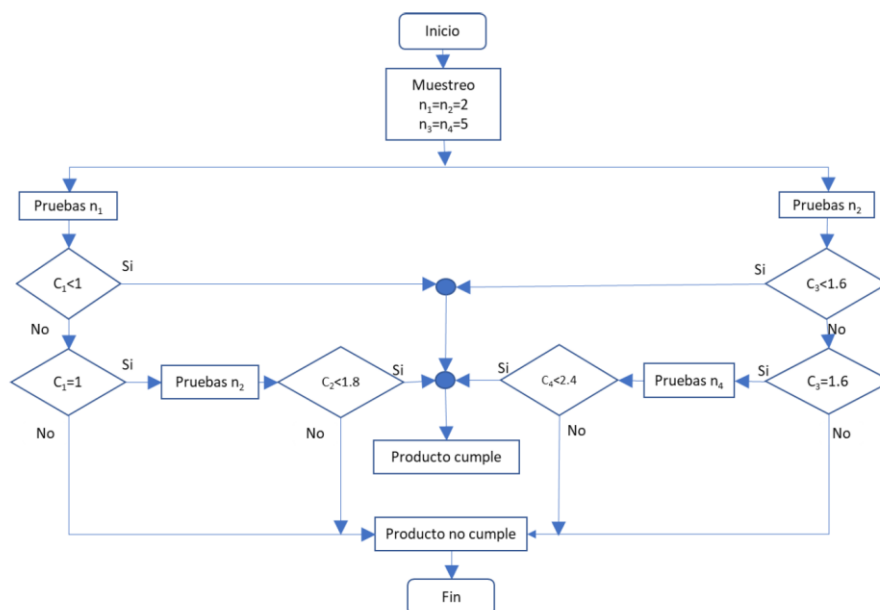 Inicio
Muestreo
n₁=n₂=2
n₃=n₄=5
Pruebas n₁
Pruebas n₂
C₁<1
Si
Si
C₃<1.6
No
No
C₁=1
Si
Pruebas n₂
C₂<1.8
Si
Si
C₄<2.4
Pruebas n₄
Si
C₃=1.6
No
No
No
No
Producto cumple
Producto no cumple
Fin